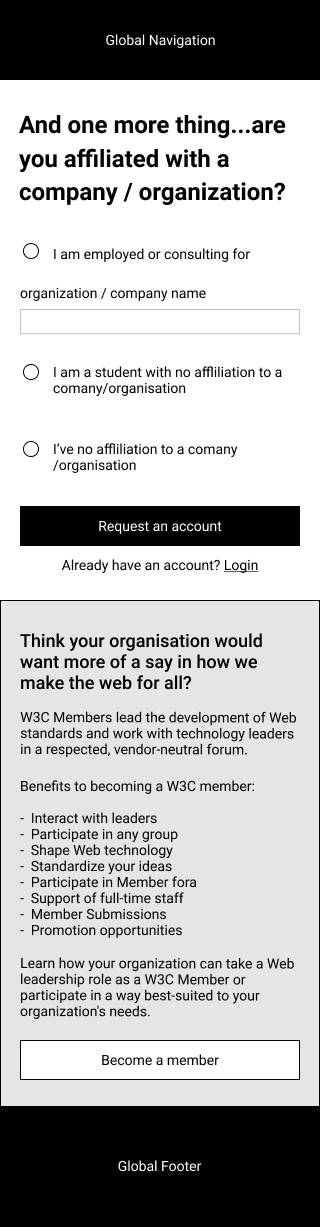 Global Navigation
And one more thing...are
you affiliated with a
company / organization?
I am employed or consulting for
organization / company name
I am a student with no affliliation to a
comany/organisation
I've no affliliation to a comany
/organisation
Request an account
Already have an account? Login
Think your organisation would
want more of a say in how we
make the web for all?
W3C Members lead the development of Web
standards and work with technology leaders
in a respected, vendor-neutral forum.
Benefits to becoming a W3C member:
- Interact with leaders
- Participate in any group
- Shape Web technology
- Standardize your ideas
- Participate in Member fora
- Support of full-time staff
- Member Submissions
- Promotion opportunities
Learn how your organization can take a Web
leadership role as a W3C Member or
participate in a way best-suited to your
organization's needs.
Become a member
Global Footer